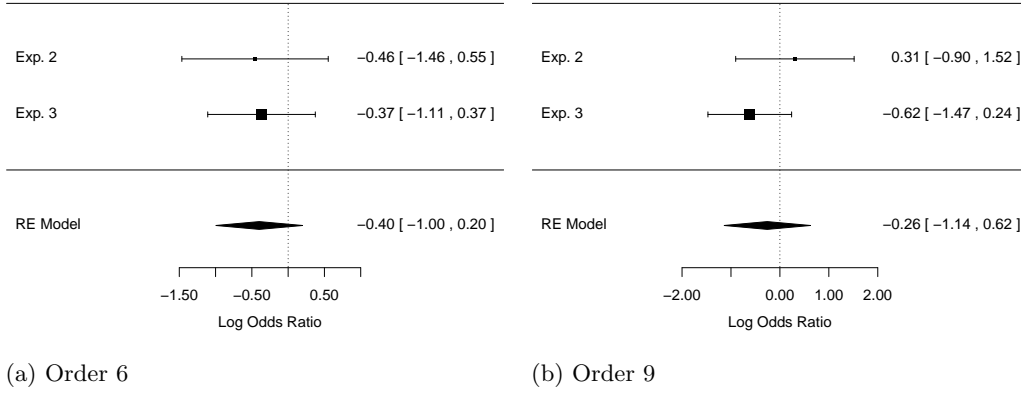 Exp. 2 −0.46 [ −1.46 , 0.55 ]
Exp. 3 −0.37 [ −1.11 , 0.37 ]
RE Model −0.40 [ −1.00 , 0.20 ]
−1.50 −0.50 0.50
Log Odds Ratio
(a) Order 6
Exp. 2 0.31 [ −0.90 , 1.52 ]
Exp. 3 −0.62 [ −1.47 , 0.24 ]
RE Model −0.26 [ −1.14 , 0.62 ]
−2.00 0.00 1.00 2.00
Log Odds Ratio
(b) Order 9